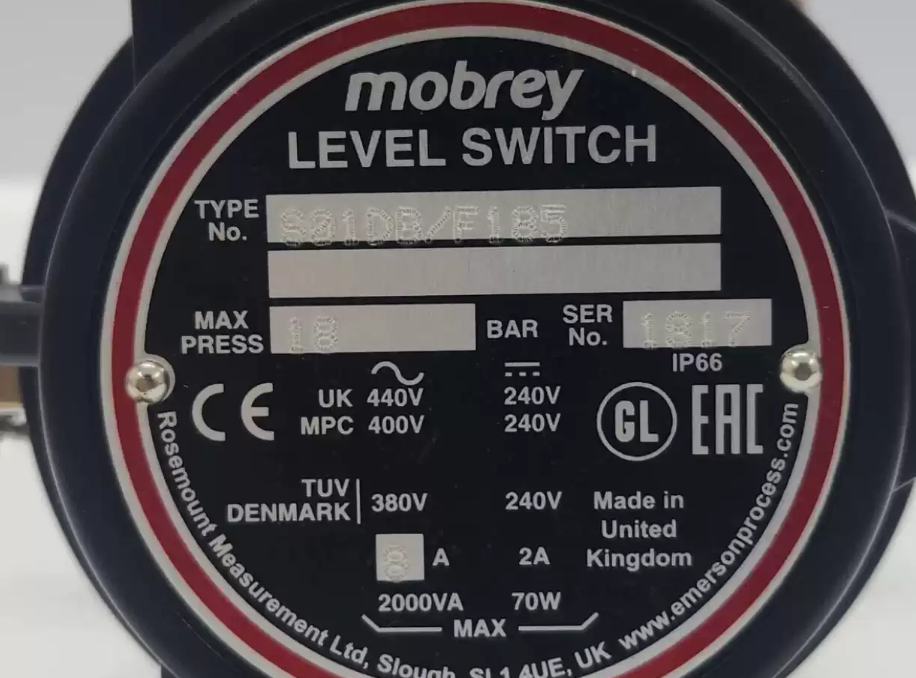 mobrey
LEVEL SWITCH
TYPE No. S01DB/F185
MAX PRESS 18 BAR SER No. 1817
IP66
CE UK 440V 240V GL EAC
MPC 400V 240V
TUV DENMARK 380V 240V Made in United Kingdom
8 A 2A
2000VA 70W
MAX
Rosemount Measurement Ltd, Slough, SL1 4UE, UK www.emersonprocess.com